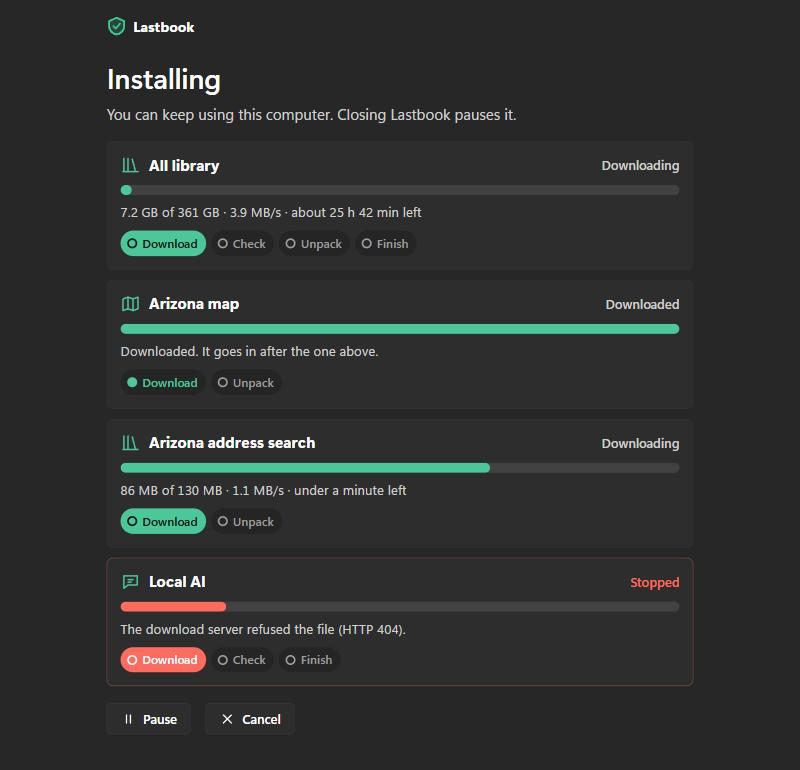 Lastbook
Installing
You can keep using this computer. Closing Lastbook pauses it.
All library
Downloading
7.2 GB of 361 GB · 3.9 MB/s · about 25 h 42 min left
Download Check Unpack Finish
Arizona map
Downloaded
Downloaded. It goes in after the one above.
Download Unpack
Arizona address search
Downloading
86 MB of 130 MB · 1.1 MB/s · under a minute left
Download Unpack
Local AI
Stopped
The download server refused the file (HTTP 404).
Download Check Finish
Pause Cancel